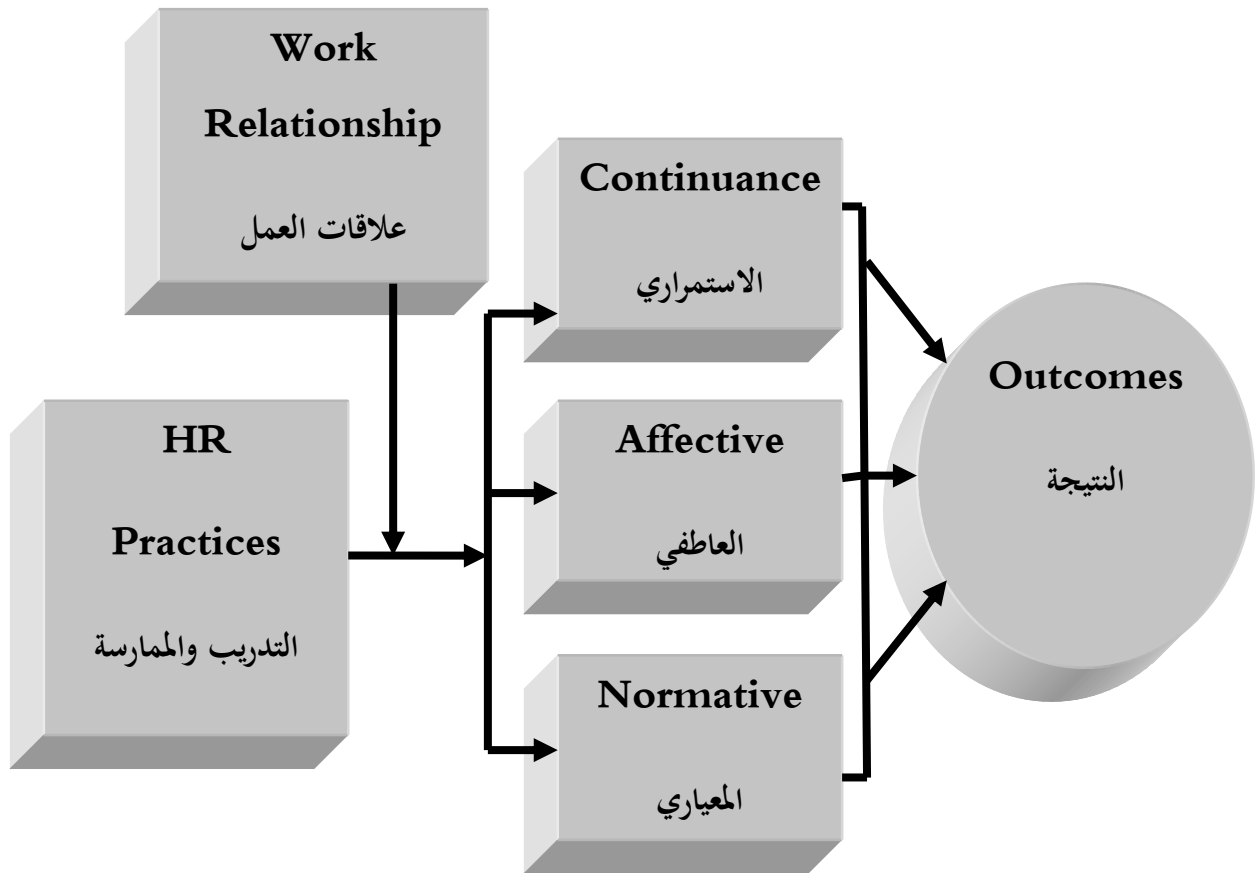 Work
Relationship
علاقات العمل
HR
Practices
التدريب والممارسة
Continuance
الاستمراري
Affective
العاطفي
Normative
المعياري
Outcomes
النتيجة